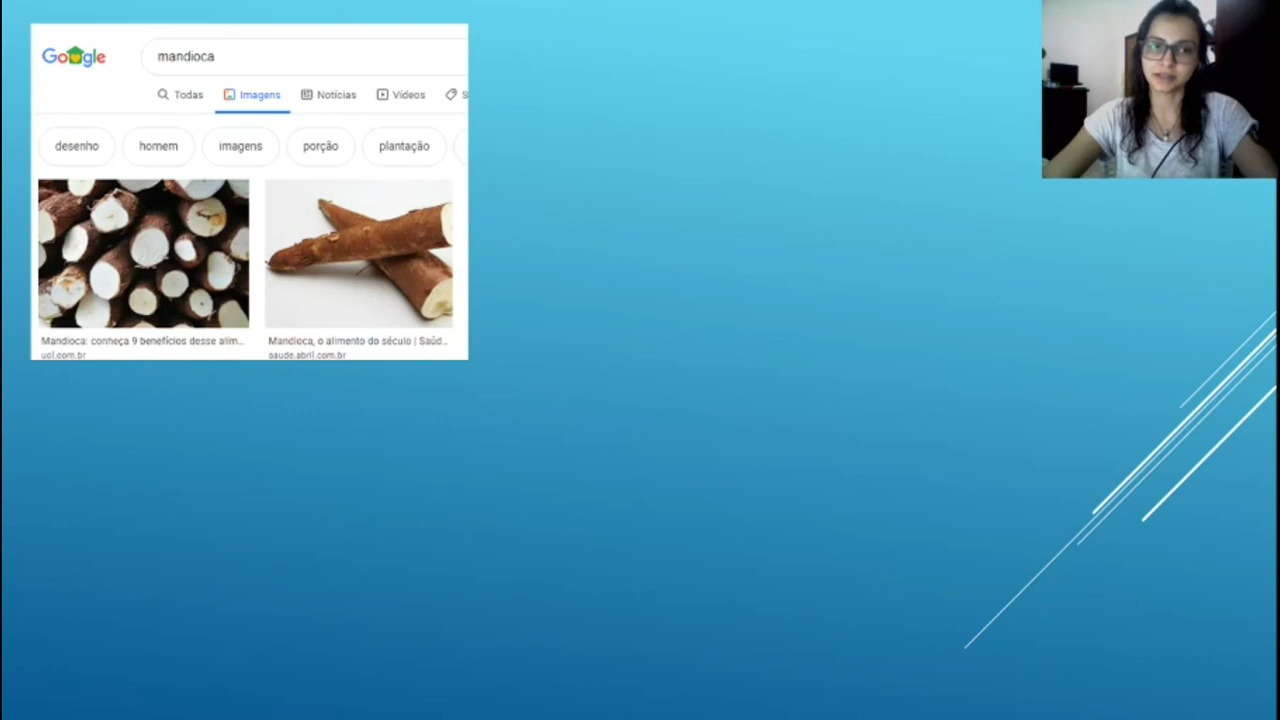 Google
mandioca
Todas Imagens Notícias Vídeos S
desenho homem imagens porção plantação
Mandioca: conheça 9 benefícios desse alim... Mandioca, o alimento do século | Saúd...
uol.com.br saude.abril.com.br